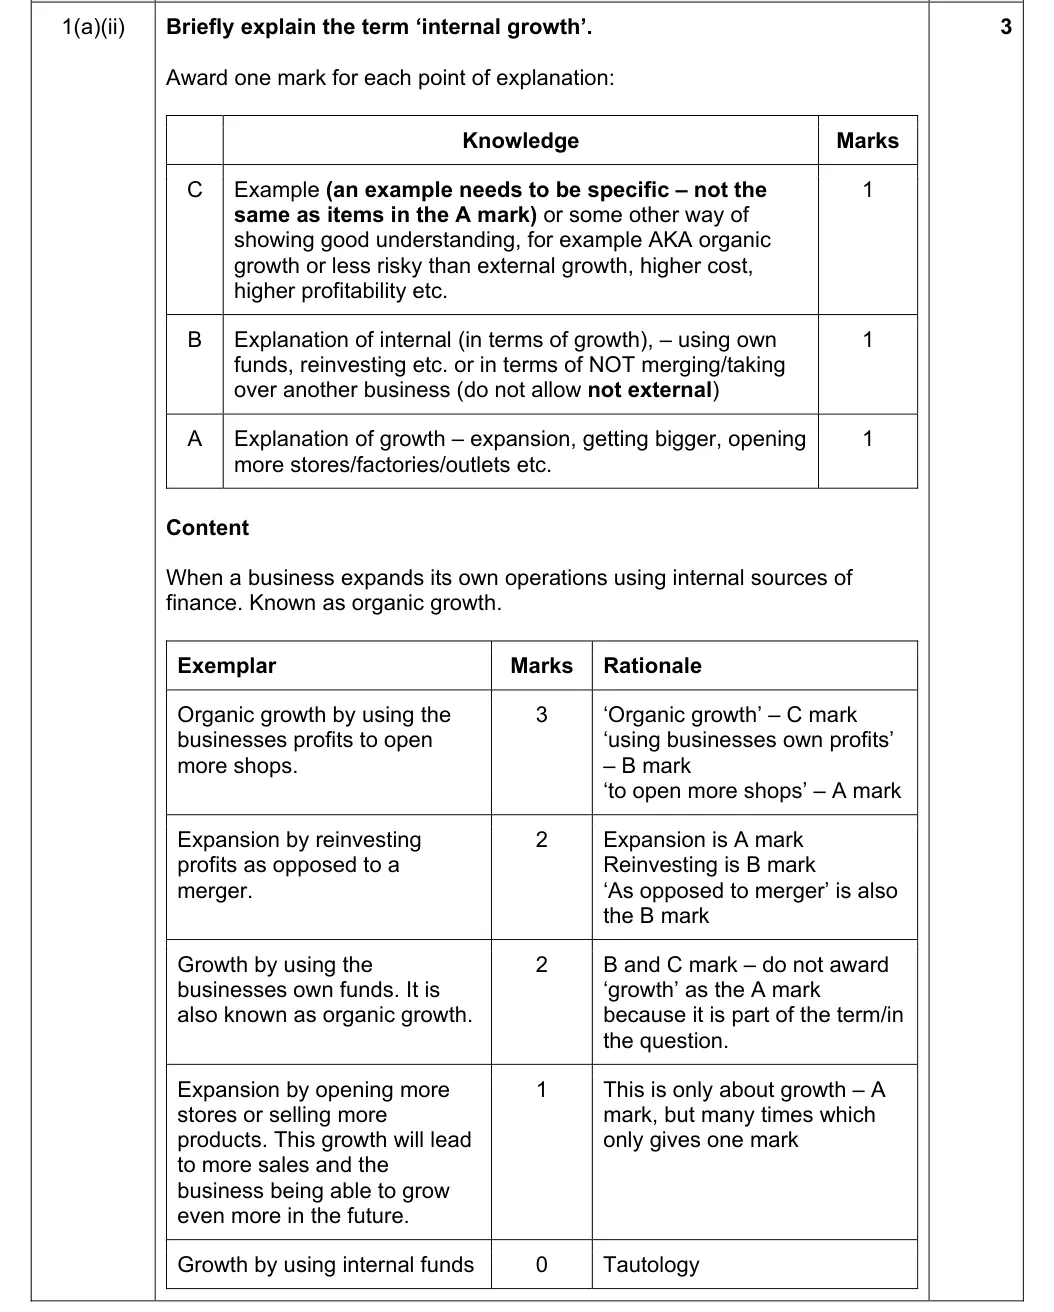 1(a)(ii)
Briefly explain the term ‘internal growth’.
3
Award one mark for each point of explanation:
Knowledge
Marks
C
Example (an example needs to be specific – not the
same as items in the A mark) or some other way of
showing good understanding, for example AKA organic
growth or less risky than external growth, higher cost,
higher profitability etc.
1
B
Explanation of internal (in terms of growth), – using own
funds, reinvesting etc. or in terms of NOT merging/taking
over another business (do not allow not external)
1
A
Explanation of growth – expansion, getting bigger, opening
more stores/factories/outlets etc.
1
Content
When a business expands its own operations using internal sources of
finance. Known as organic growth.
Exemplar
Marks
Rationale
Organic growth by using the
businesses profits to open
more shops.
3
‘Organic growth’ – C mark
‘using businesses own profits’
– B mark
‘to open more shops’ – A mark
Expansion by reinvesting
profits as opposed to a
merger.
2
Expansion is A mark
Reinvesting is B mark
‘As opposed to merger’ is also
the B mark
Growth by using the
businesses own funds. It is
also known as organic growth.
2
B and C mark – do not award
‘growth’ as the A mark
because it is part of the term/in
the question.
Expansion by opening more
stores or selling more
products. This growth will lead
to more sales and the
business being able to grow
even more in the future.
1
This is only about growth – A
mark, but many times which
only gives one mark
Growth by using internal funds
0
Tautology